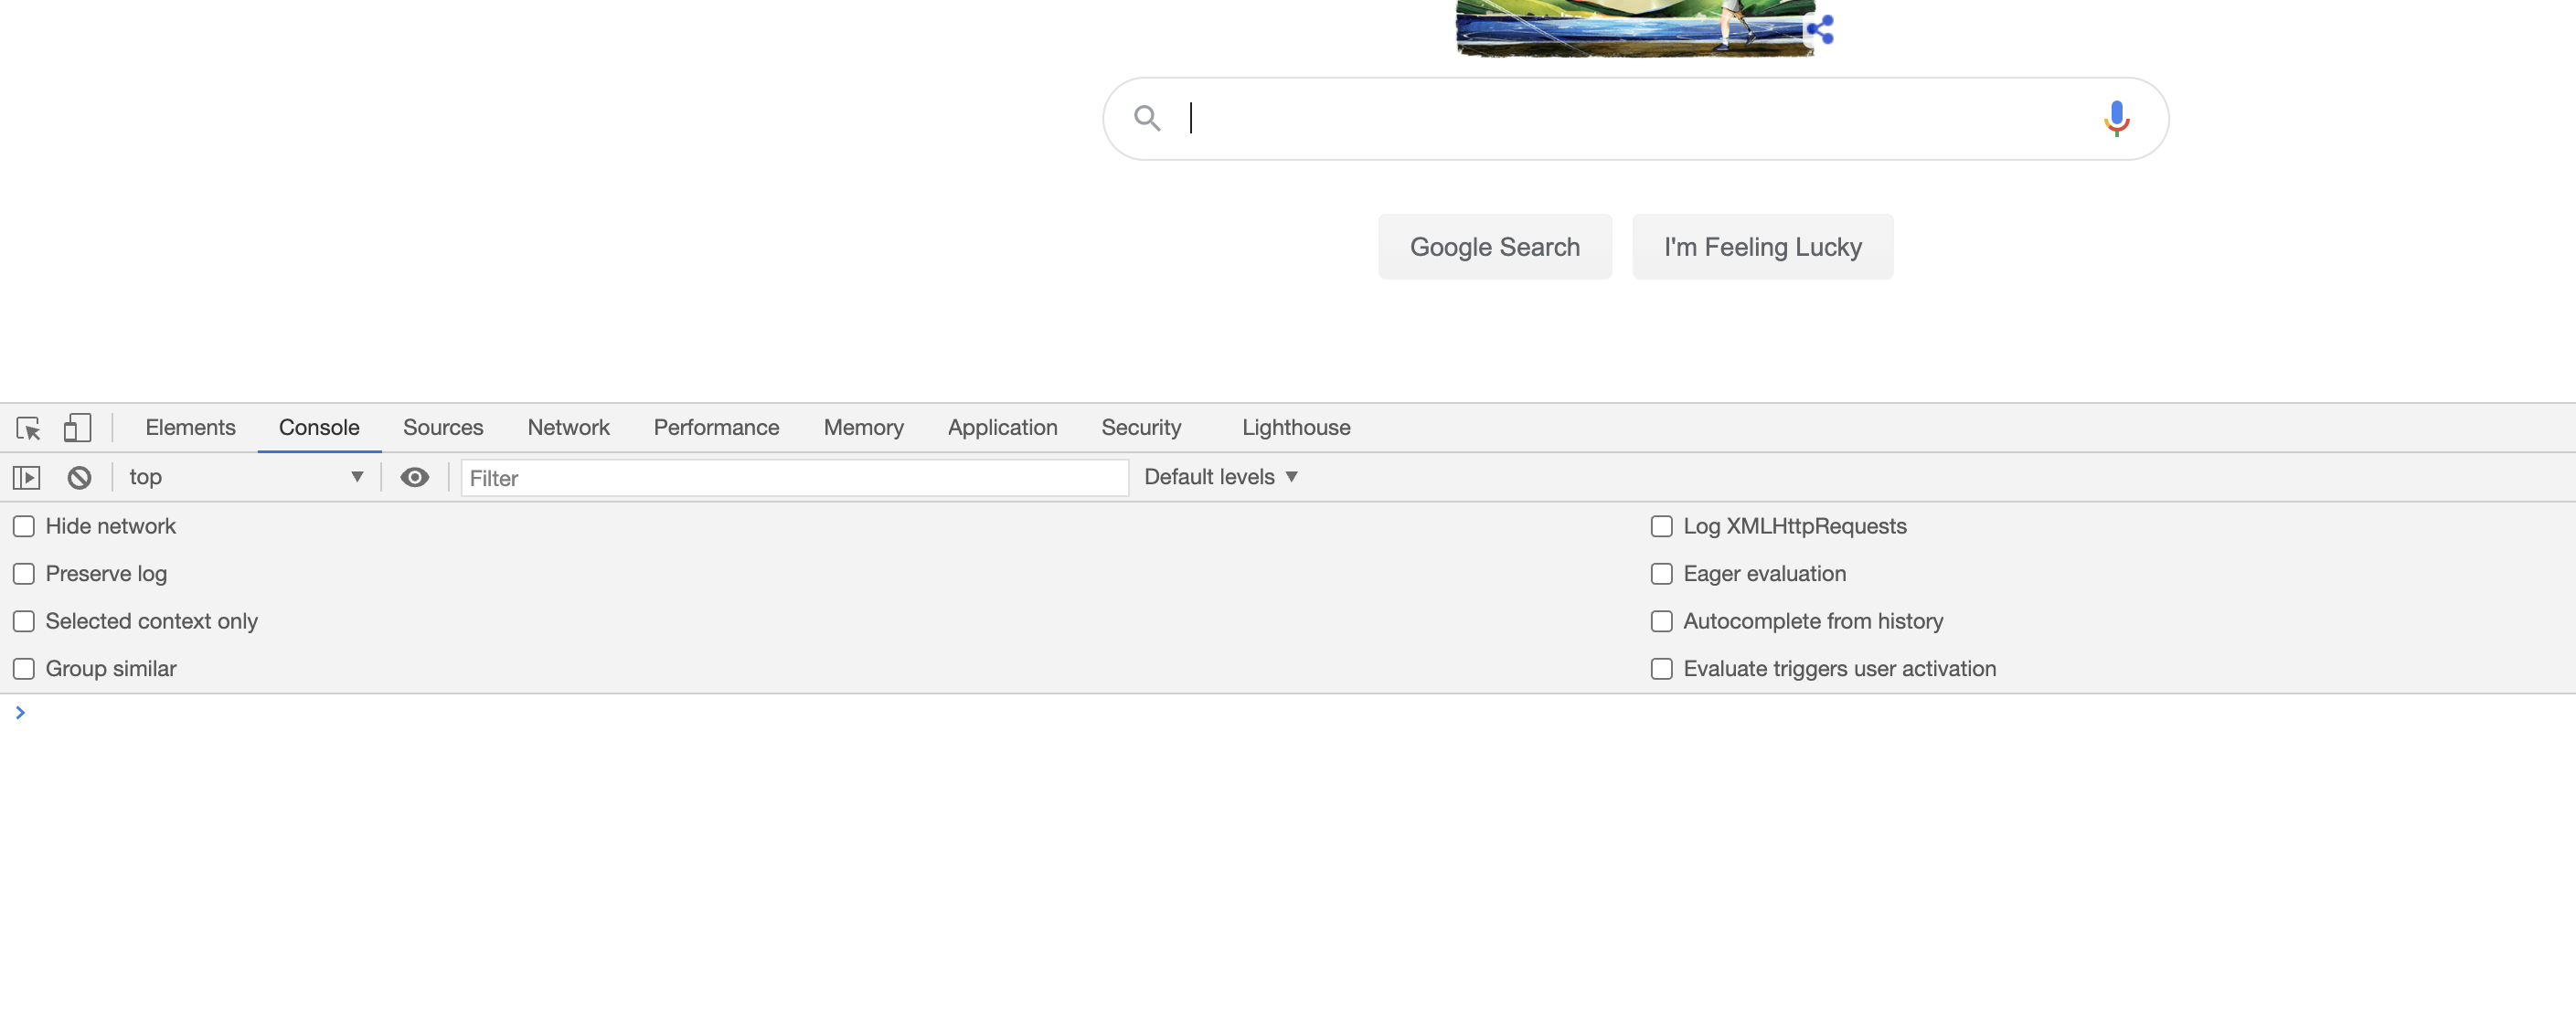 Google Search I'm Feeling Lucky
Elements Console Sources Network Performance Memory Application Security Lighthouse
top Filter Default levels
Hide network
Preserve log
Selected context only
Group similar
Log XMLHttpRequests
Eager evaluation
Autocomplete from history
Evaluate triggers user activation